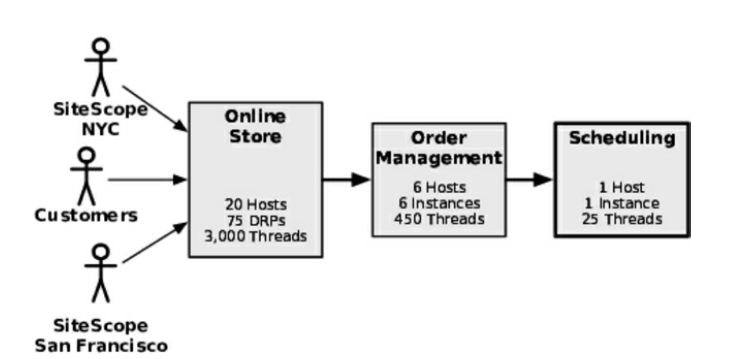 SiteScope
NYC
Customers
SiteScope
San Francisco
Online
Store
20 Hosts
75 DRPs
3,000 Threads
Order
Management
6 Hosts
6 Instances
450 Threads
Scheduling
1 Host
1 Instance
25 Threads